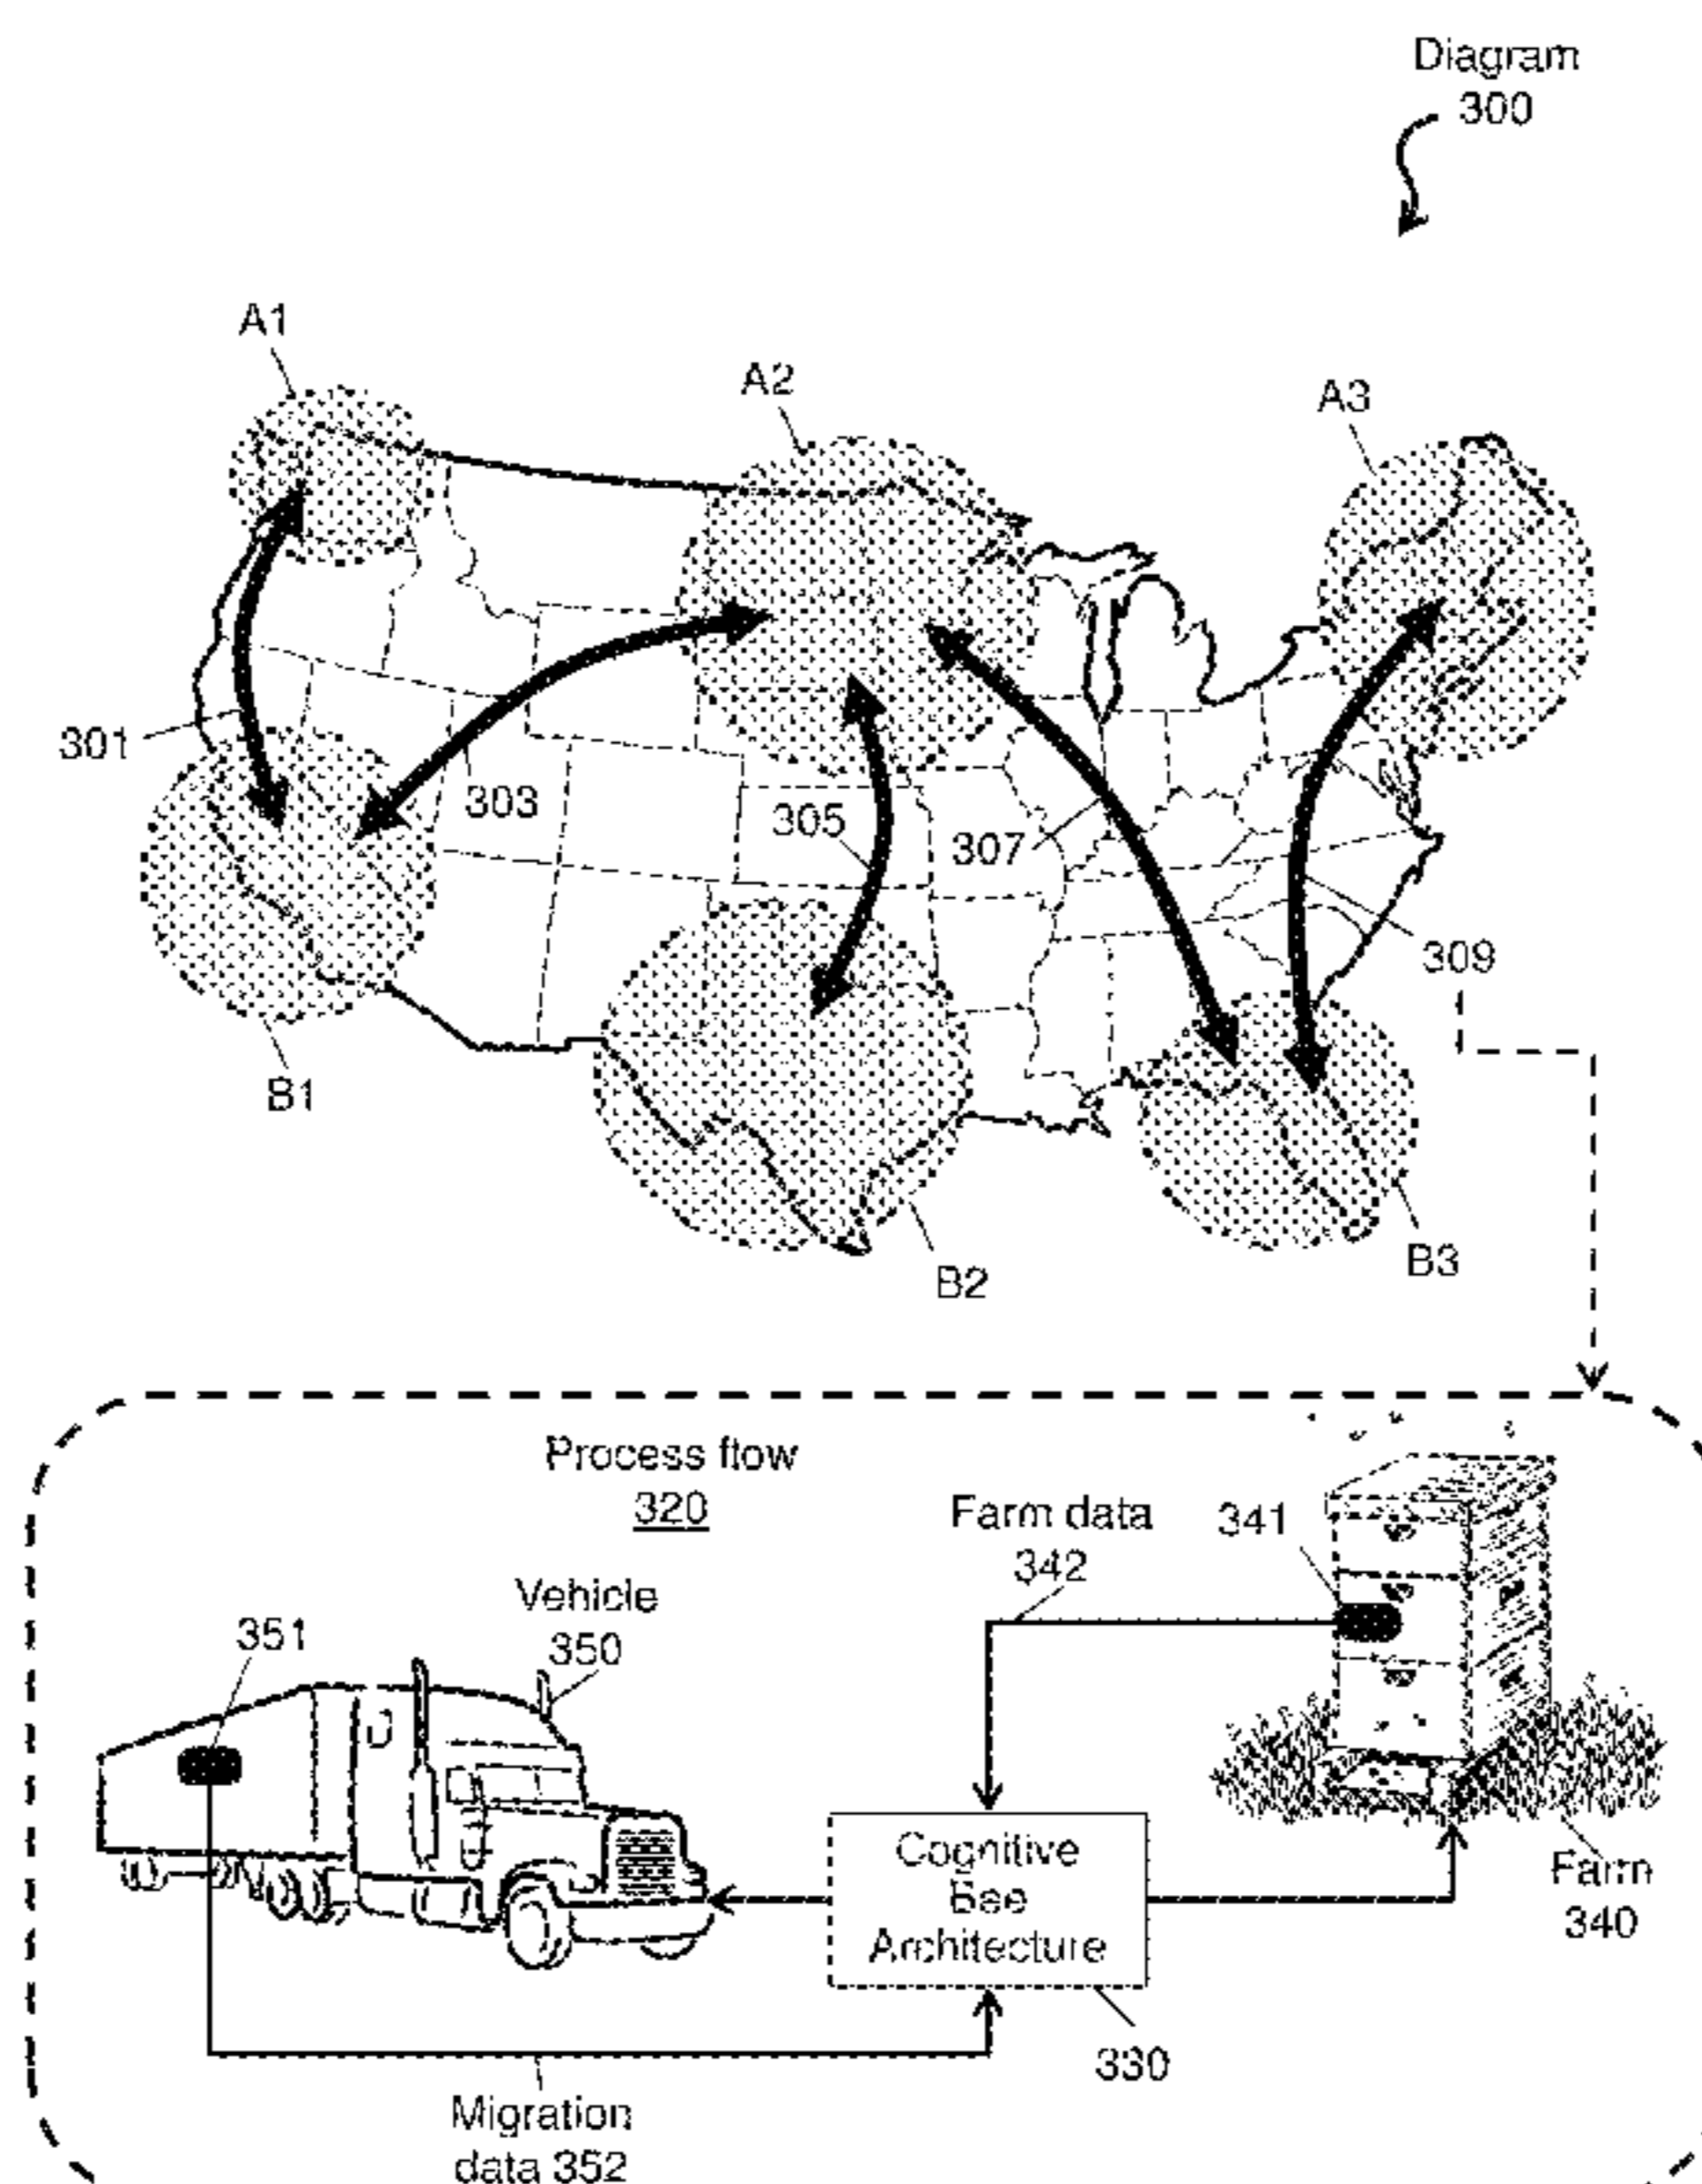 Diagram
300
A1
A2
A3
301
303
305
307
309
B1
B2
B3
Process flow
320
Farm data
342
341
Vehicle
350
351
Cognitive
Bee
Architecture
Farm
340
330
Migration
data 352